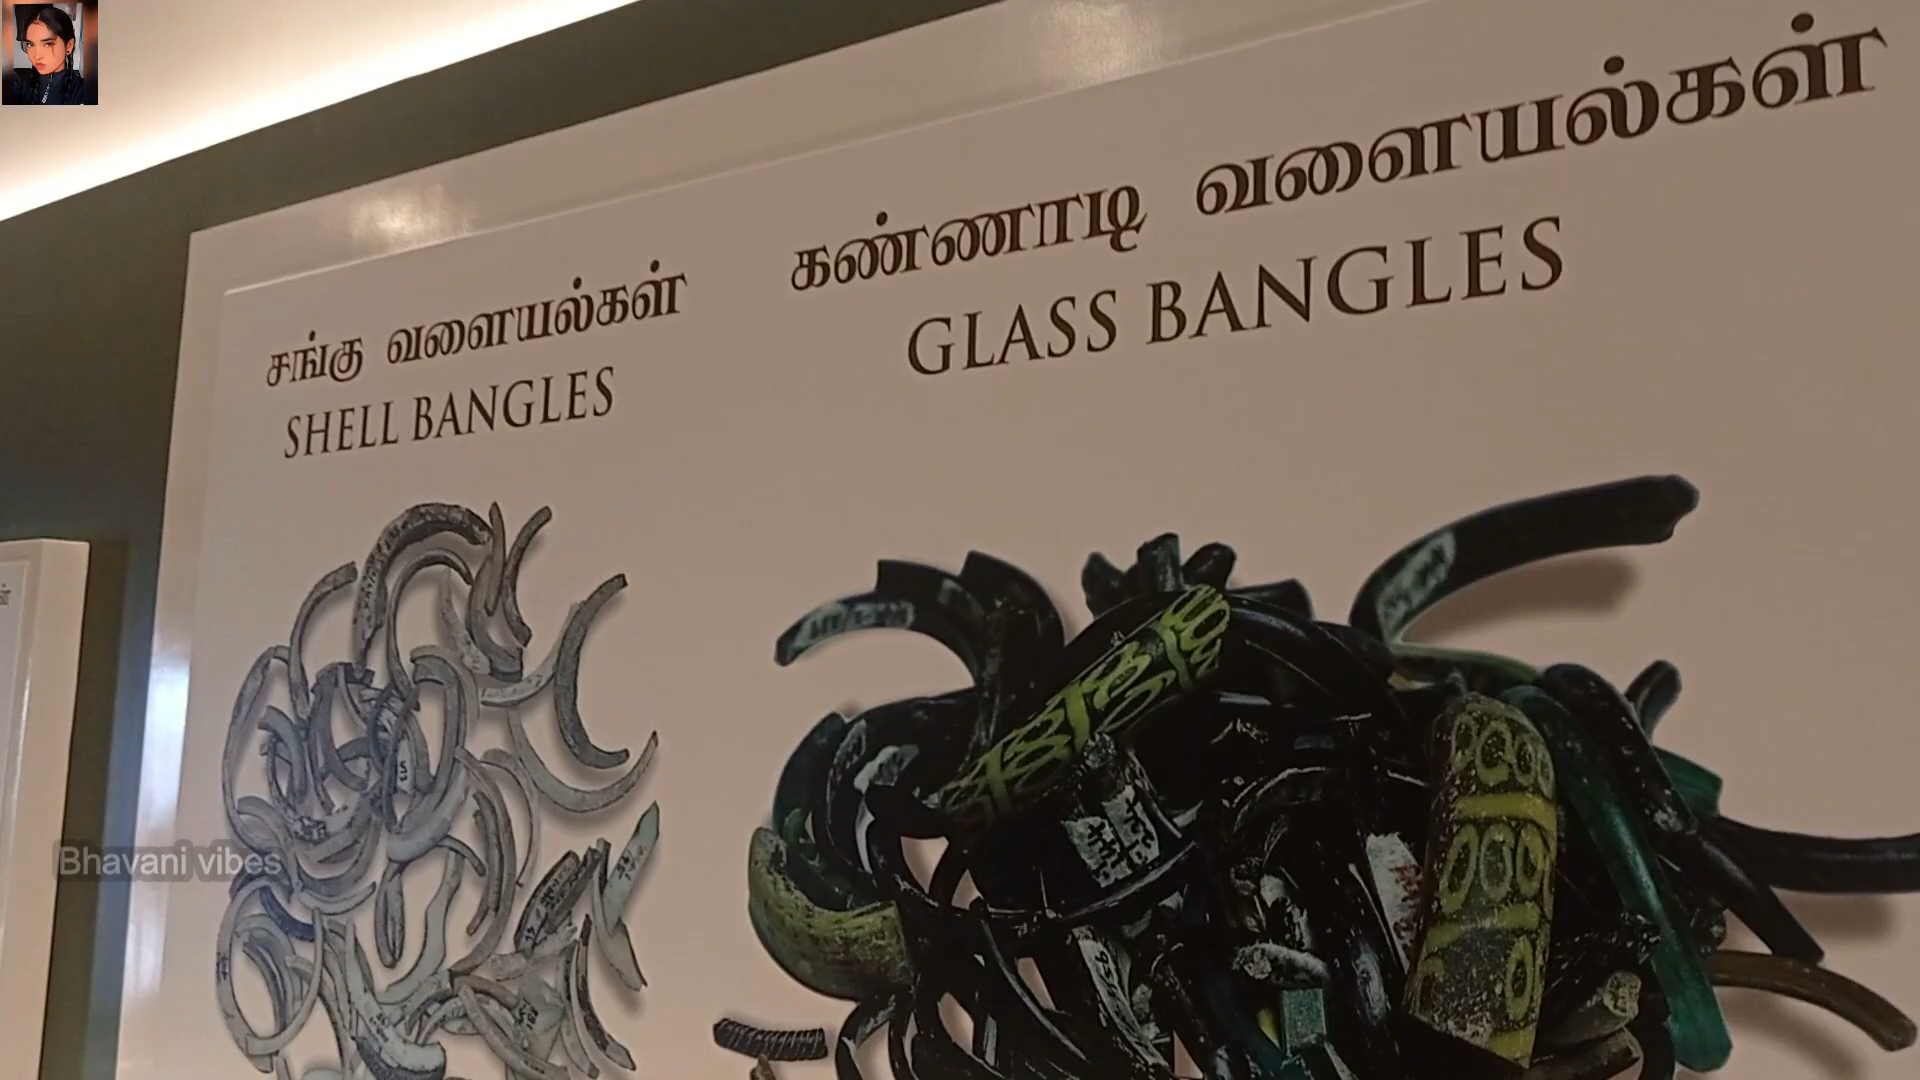 சங்கு வளையல்கள்
SHELL BANGLES
கண்ணாடி வளையல்கள்
GLASS BANGLES
Bhavani vibes